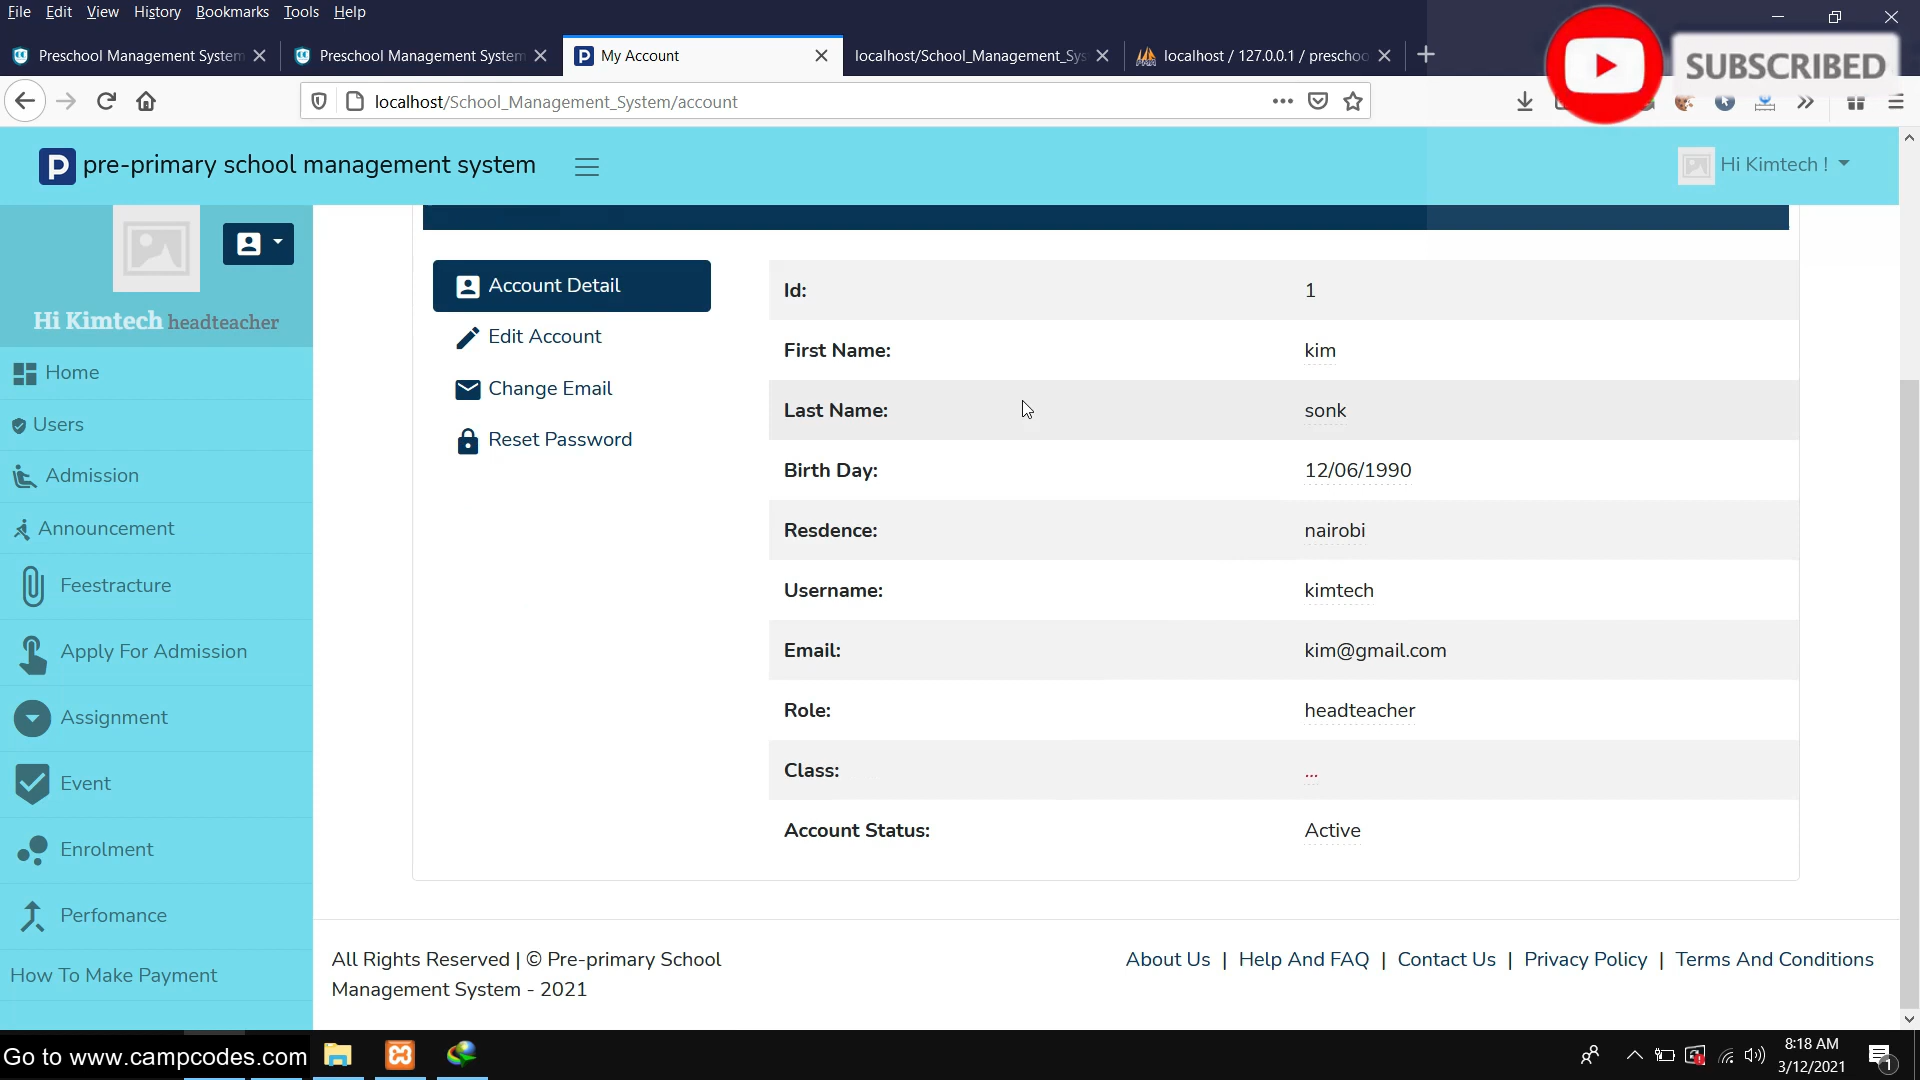 File Edit View History Bookmarks Tools Help
Preschool Management System
Preschool Management System
My Account
localhost/School_Management_Sys
localhost / 127.0.0.1 / preschoo
SUBSCRIBED
localhost/School_Management_System/account
P pre-primary school management system
Hi Kimtech !
Hi Kimtech headteacher
Home
Users
Admission
Announcement
Feestracture
Apply For Admission
Assignment
Event
Enrolment
Perfomance
How To Make Payment
Account Detail
Edit Account
Change Email
Reset Password
Id: 1
First Name: kim
Last Name: sonk
Birth Day: 12/06/1990
Resdence: nairobi
Username: kimtech
Email: kim@gmail.com
Role: headteacher
Class: ...
Account Status: Active
All Rights Reserved | © Pre-primary School
Management System - 2021
About Us | Help And FAQ | Contact Us | Privacy Policy | Terms And Conditions
Go to www.campcodes.com
8:18 AM
3/12/2021
1